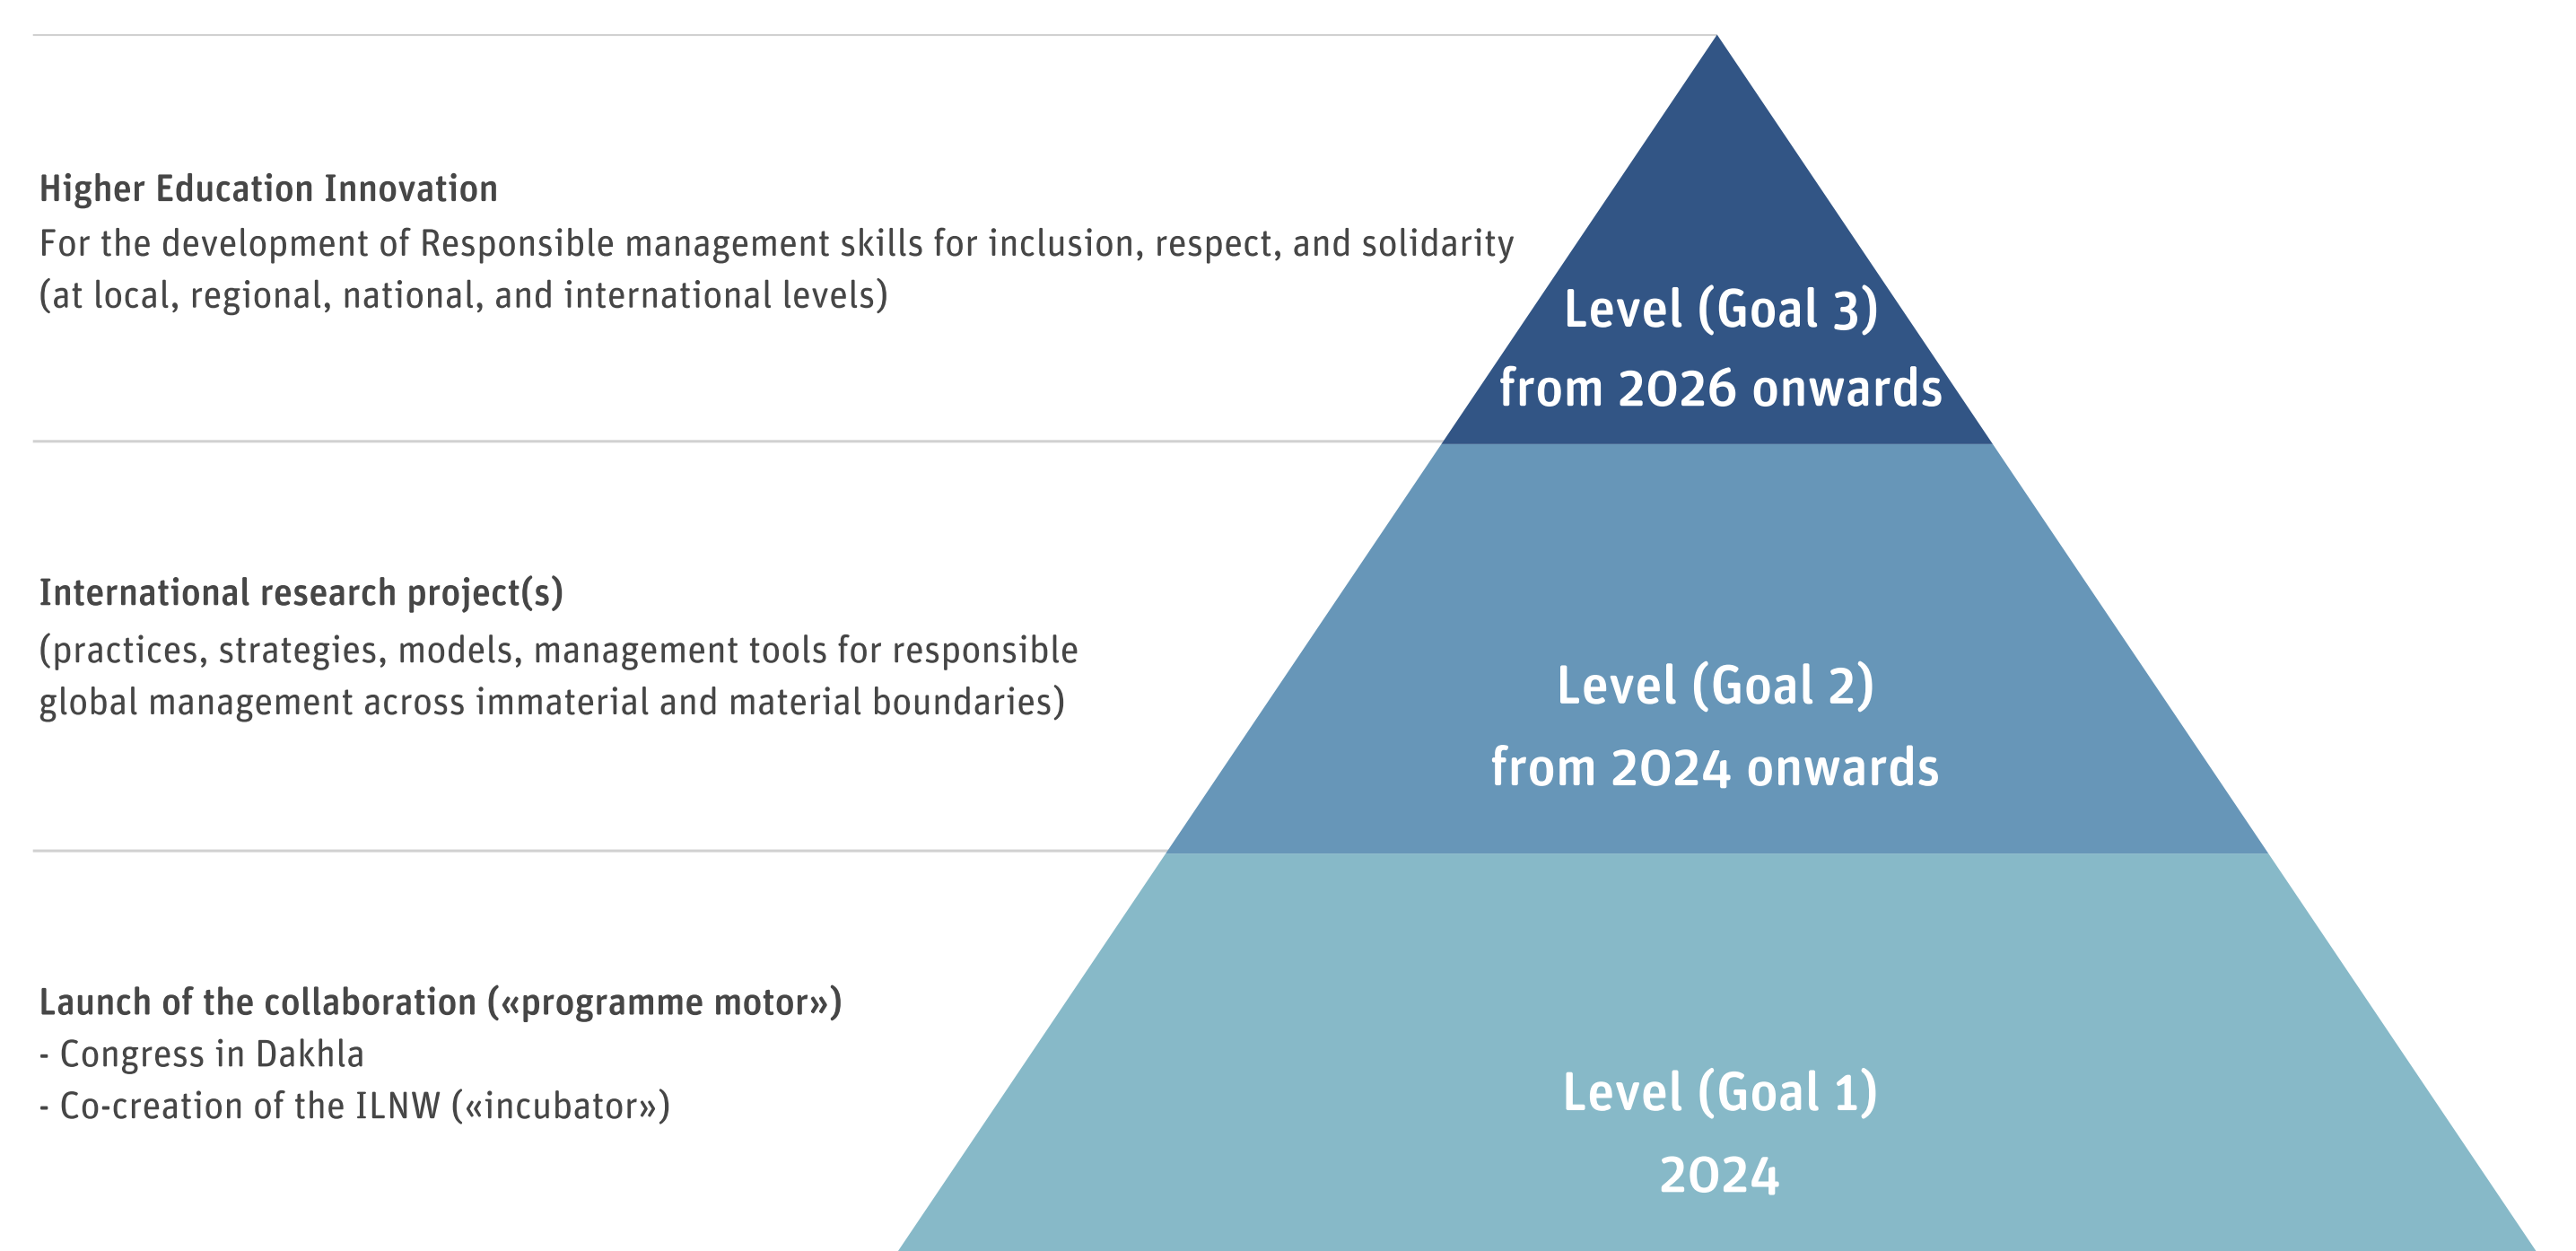 Higher Education Innovation
For the development of Responsible management skills for inclusion, respect, and solidarity
(at local, regional, national, and international levels)
Level (Goal 3)
from 2026 onwards
International research project(s)
(practices, strategies, models, management tools for responsible
global management across immaterial and material boundaries)
Level (Goal 2)
from 2024 onwards
Launch of the collaboration («programme motor»)
- Congress in Dakhla
- Co-creation of the ILNW («incubator»)
Level (Goal 1)
2024